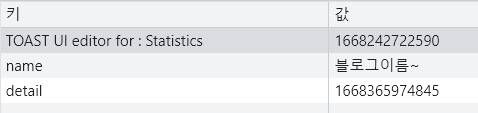 키 값
TOAST UI editor for : Statistics 1668242722590
name 블로그이름~
detail 1668365974845